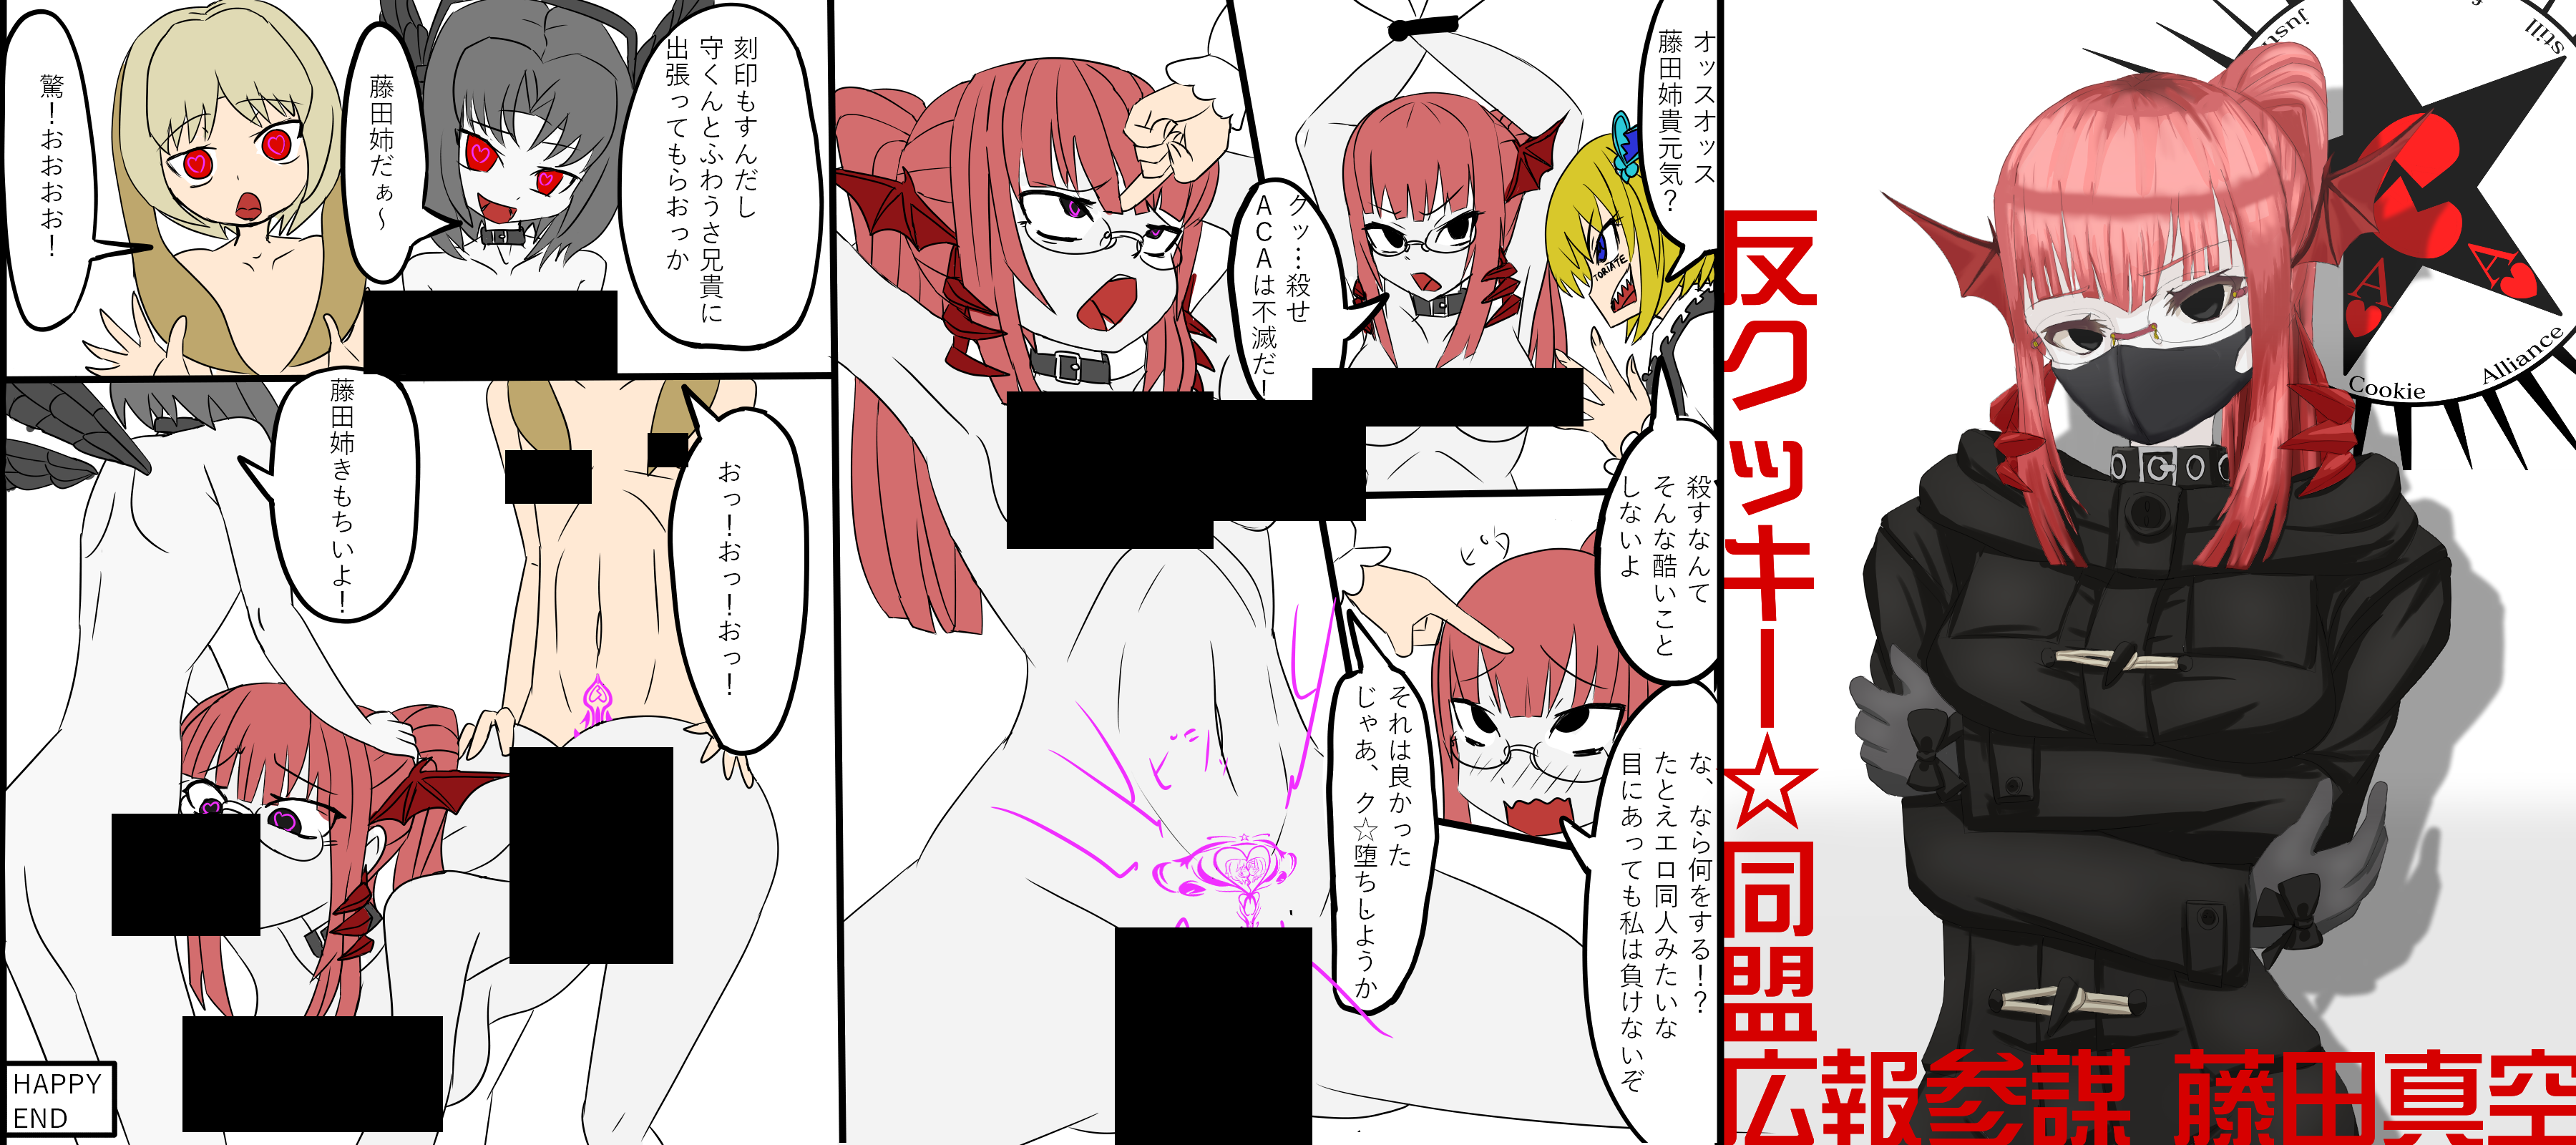 反クッキー☆同盟
広報参謀 藤田真空
still
just
Cookie
Alliance
A
A
オッスオッス
藤田姉貴元気?
TORIATE
クッ…殺せ
ACAは不滅だ!
殺すなんて
そんな酷いこと
しないよ
な、なら何をする!?
たとえエロ同人みたいな
目にあっても私は負けないぞ
それは良かった
じゃあ、ク☆堕ちしようか
ビビッ
刻印もすんだし
守くんとふわうさ兄貴に
出張ってもらおっか
藤田姉だぁ~
驚!おおおお!
おっ!おっ!おっ!
藤田姉きもちいよ!
HAPPY
END